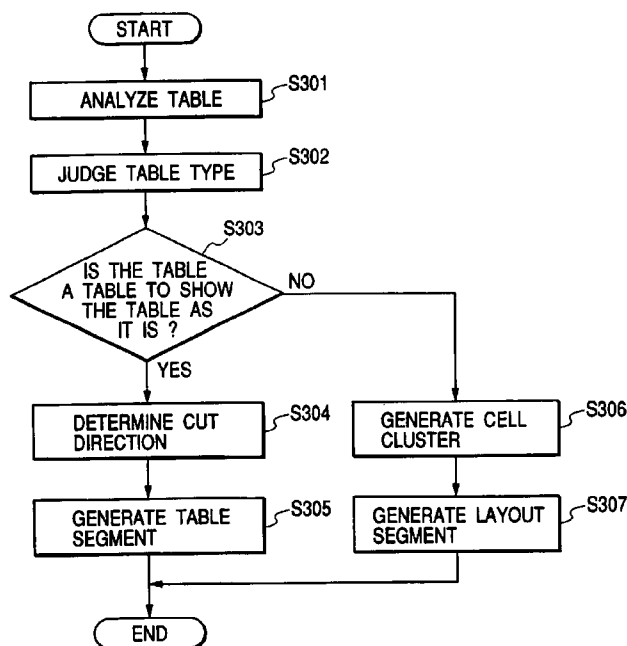 START
ANALYZE TABLE
S301
JUDGE TABLE TYPE
S302
S303
IS THE TABLE
A TABLE TO SHOW
THE TABLE AS
IT IS ?
NO
YES
DETERMINE CUT
DIRECTION
S304
GENERATE CELL
CLUSTER
S306
GENERATE TABLE
SEGMENT
S305
GENERATE LAYOUT
SEGMENT
S307
END